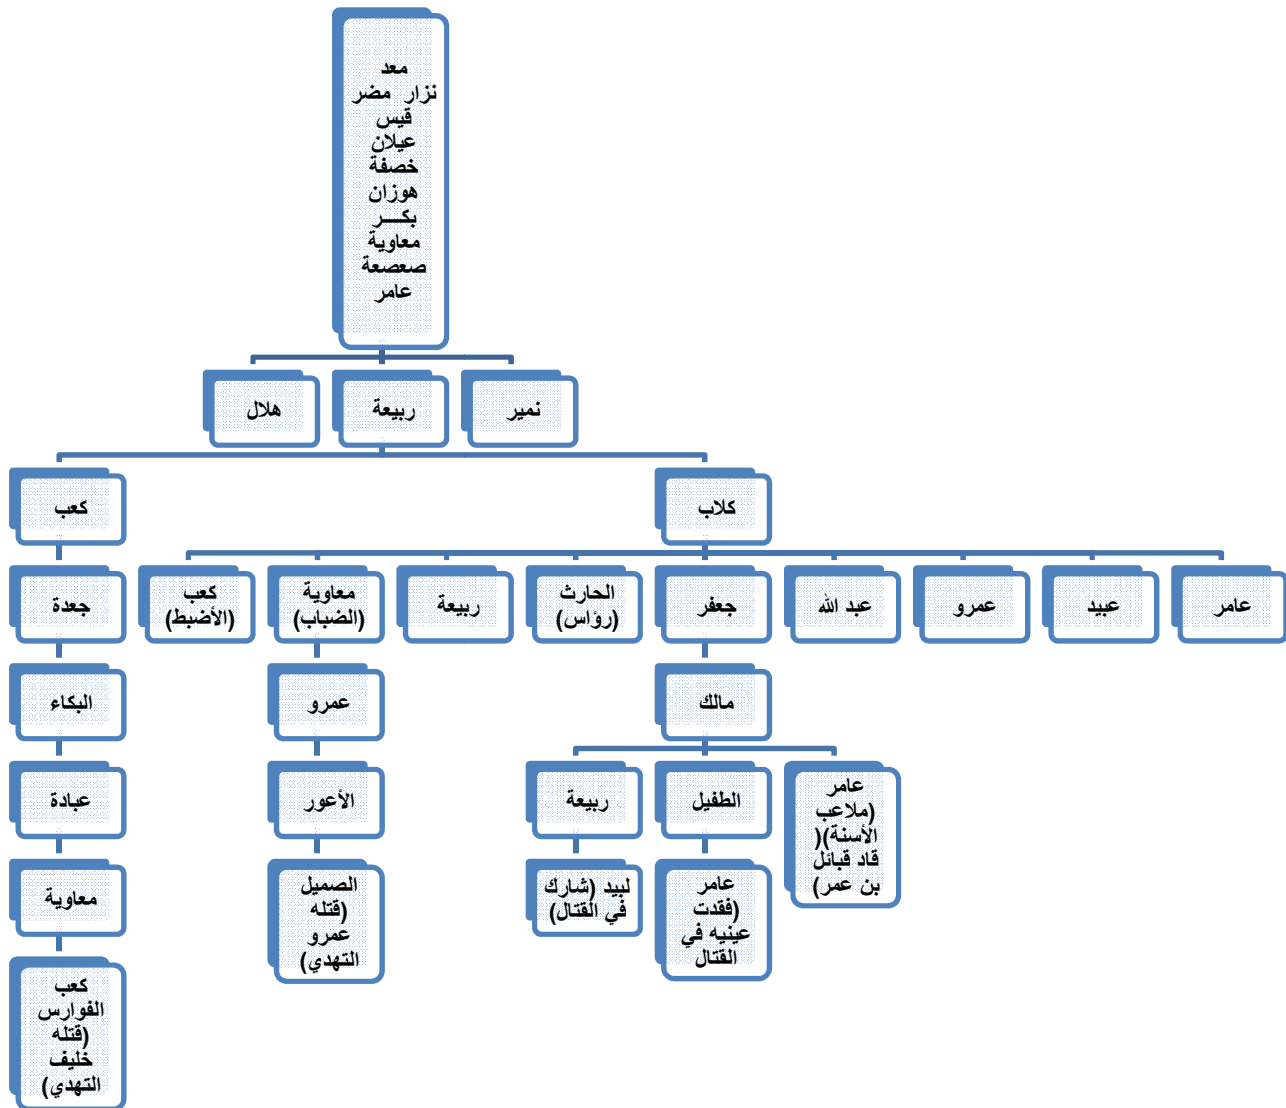 معد
نزار مضر
قيس
عيلان
خصفة
هوزان
بكـــر
معاوية
صعصعة
عامر
نمير
ربيعة
هلال
كلاب
كعب
عامر
عبيد
عمرو
عبد الله
جعفر
الحارث
(رؤاس)
ربيعة
معاوية
(الضباب)
كعب
(الأضبط)
جعدة
مالك
عمرو
البكاء
عامر
(ملاعب
الأسنة)(
قاد قبائل
بن عمر)
الطفيل
ربيعة
الأعور
عبادة
عامر
(فقدت
عينيه في
القتال
لبيد (شارك
في القتال)
الصميل
(قتله
عمرو
التهدي)
معاوية
كعب
الفوارس
(قتله
خليف
التهدي)